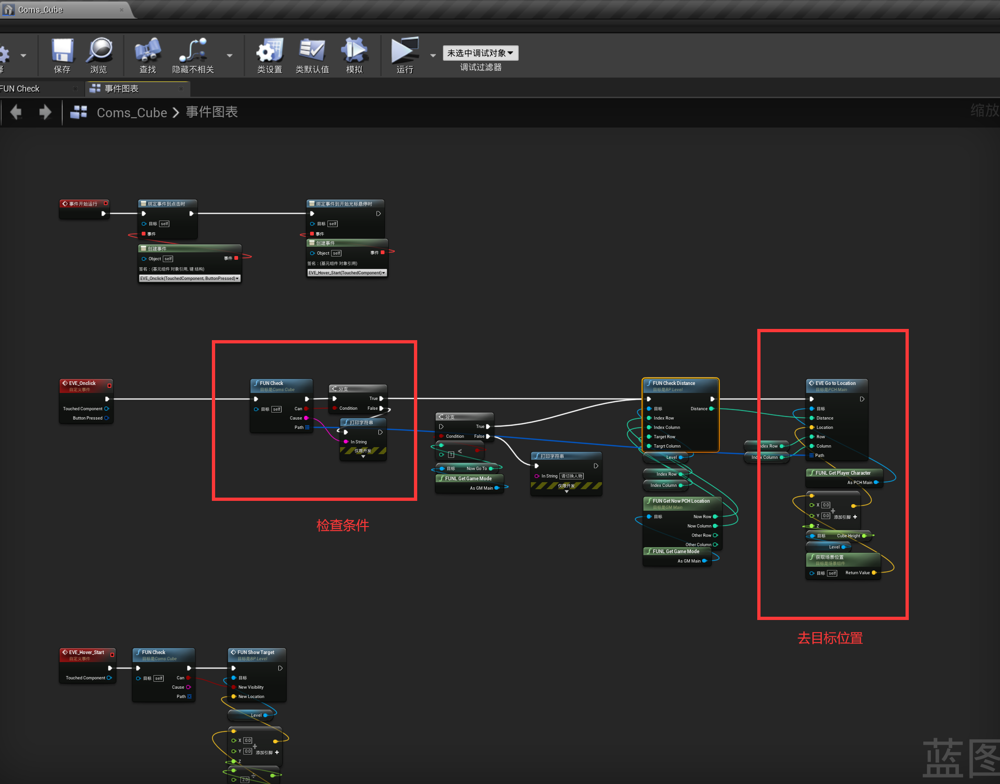 Coms_Cube
保存
浏览
查找
隐藏不相关
类设置
类默认值
模拟
运行
未选中调试对象
调试过滤器
FUN Check
事件图表
Coms_Cube
事件图表
缩放
事件开始运行
绑定事件到点击时
目标 self
事件
创建事件
Object self 事件
签名：(基元组件 对象引用, 键 结构)
EVE_Onclick(TouchedComponent, ButtonPressed)
绑定事件到开始光标悬停时
目标 self
事件
创建事件
Object self 事件
签名：(基元组件 对象引用)
EVE_Hover_Start(TouchedComponent)
EVE_Onclick
自定义事件
Touched Component
Button Pressed
FUN Check
目标是Coms Cube
目标 self Can
Cause
Path
分支
True
Condition False
打印字符串
In String
仅限开发
检查条件
分支
True
Condition False
1 <
目标 Now Go To
FUNL Get Game Mode
As GM Main
打印字符串
In String 请切换人物
仅限开发
FUN Check Distance
目标是BP Level
目标 Distance
Index Row
Index Column
Target Row
Targrt Column
Level
Index Row
Index Column
FUN Get Now PCH Location
目标是GM Main
目标 Now Row
Now Column
Other Row
Other Column
FUNL Get Game Mode
As GM Main
Index Row
Index Column
EVE Go to Location
目标是PCH Main
目标
Distance
Location
Row
Column
Path
FUNL Get Player Character
As PCH Main
X 0.0
Y 0.0 添加引脚 +
Z
目标 Cube Height
Level
获取场景位置
目标是场景组件
目标 self Return Value
去目标位置
EVE_Hover_Start
自定义事件
Touched Component
FUN Check
目标是Coms Cube
目标 self Can
Cause
Path
FUN Show Target
目标是BP Level
目标
New Visibility
New Location
Level
X 0.0
Y 0.0 添加引脚 +
Z
2.0 ÷
蓝图